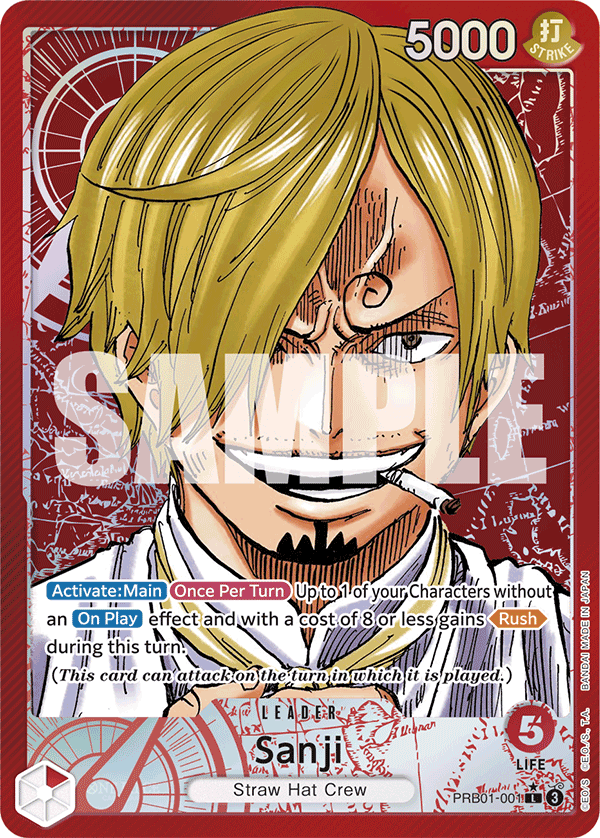 5000
打
STRIKE
SAMPLE
Activate:Main Once Per Turn Up to 1 of your Characters without
an On Play effect and with a cost of 8 or less gains Rush
during this turn.
(This card can attack on the turn in which it is played.)
LEADER
Sanji
Straw Hat Crew
5
LIFE
PRB01-001 L 3
©E.O./S. ©E.O./S., T.A. BANDAI MADE IN JAPAN